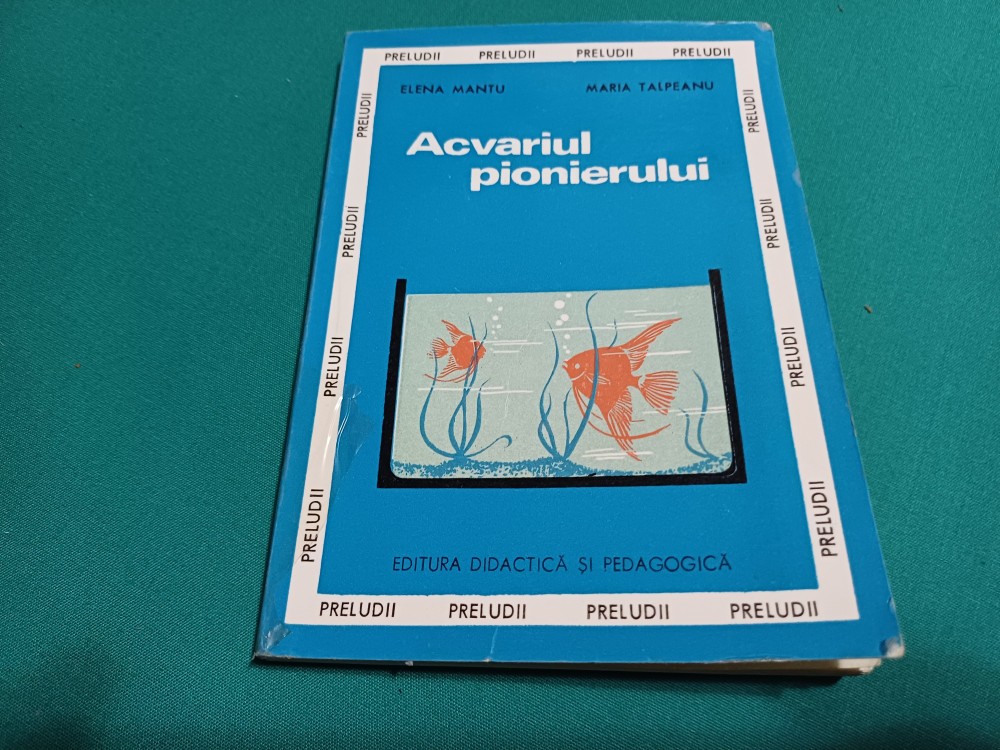 PRELUDII PRELUDII PRELUDII PRELUDII
ELENA MANTU MARIA TALPEANU
Acvariul
pionierului
PRELUDII
PRELUDII
PRELUDII
PRELUDII
PRELUDII
PRELUDII
PRELUDII
PRELUDII
EDITURA DIDACTICĂ ȘI PEDAGOGICĂ
PRELUDII PRELUDII PRELUDII PRELUDII